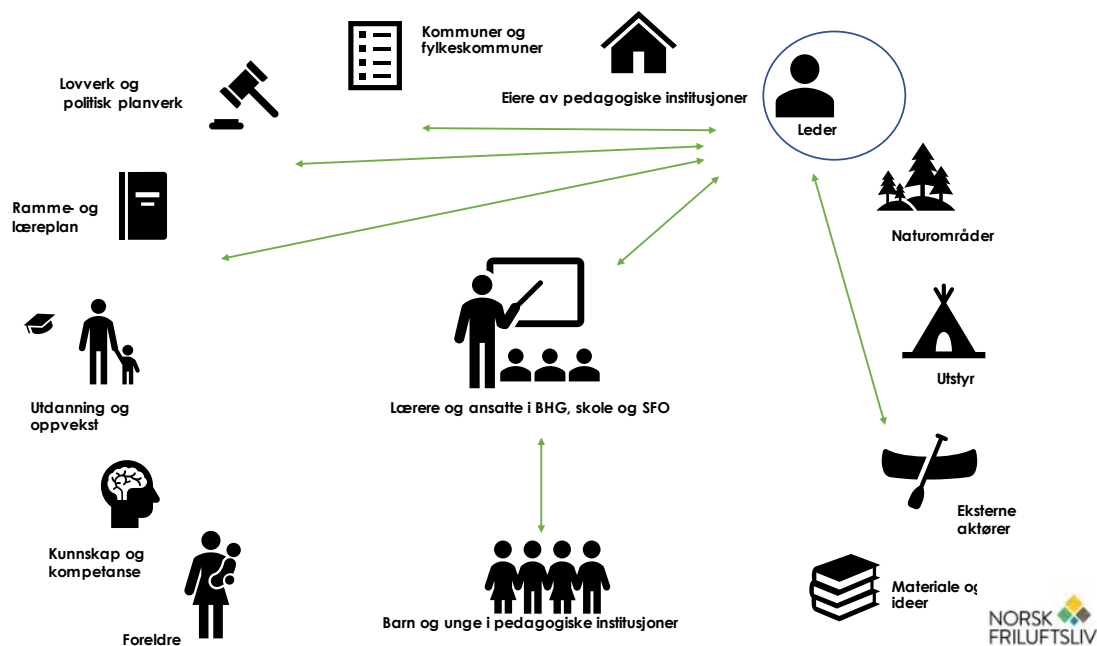 Kommuner og
fylkeskommuner
Lovverk og
politisk planverk
Eiere av pedagogiske institusjoner
Leder
Ramme- og
læreplan
Naturområder
Utstyr
Utdanning og
oppvekst
Lærere og ansatte i BHG, skole og SFO
Eksterne
aktører
Kunnskap og
kompetanse
Materiale og
ideer
Barn og unge i pedagogiske institusjoner
Foreldre
NORSK
FRILUFTSLIV